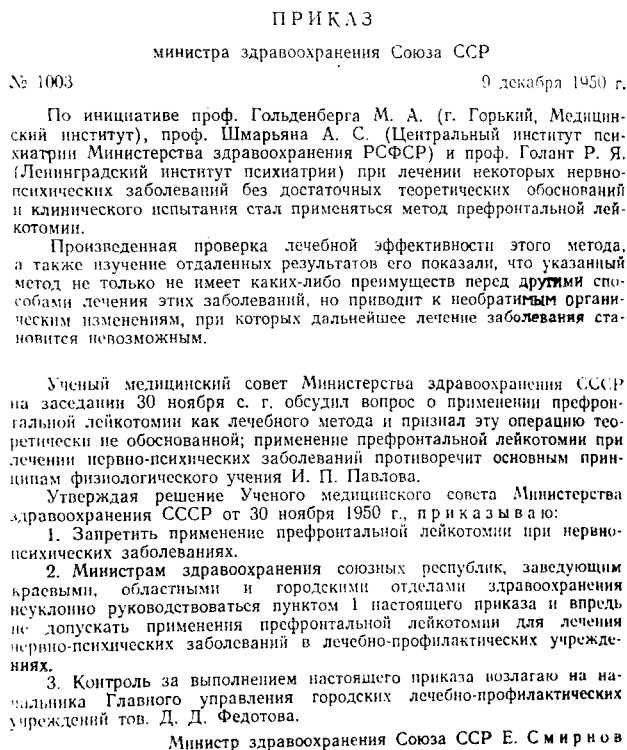 ПРИКАЗ
министра здравоохранения Союза ССР
№ 1003 9 декабря 1950 г.
По инициативе проф. Гольденберга М. А. (г. Горький, Медицин-
ский институт), проф. Шмарьяна А. С. (Центральный институт пси-
хиатрии Министерства здравоохранения РСФСР) и проф. Голант Р. Я.
(Ленинградский институт психиатрии) при лечении некоторых нервно-
психических заболеваний без достаточных теоретических обоснований
и клинического испытания стал применяться метод префронтальной лей-
котомии.
Произведенная проверка лечебной эффективности этого метода,
а также изучение отдаленных результатов его показали, что указанный
метод не только не имеет каких-либо преимуществ перед другими спо-
собами лечения этих заболеваний, но приводит к необратимым органи-
ческим изменениям, при которых дальнейшее лечение заболевания ста-
новится невозможным.
Ученый медицинский совет Министерства здравоохранения СССР
на заседании 30 ноября с. г. обсудил вопрос о применении префрон-
тальной лейкотомии как лечебного метода и признал эту операцию тео-
ретически не обоснованной; применение префронтальной лейкотомии при
лечении нервно-психических заболеваний противоречит основным прин-
ципам физиологического учения И. П. Павлова.
Утверждая решение Ученого медицинского совета Министерства
здравоохранения СССР от 30 ноября 1950 г., приказываю:
1. Запретить применение префронтальной лейкотомии при нервно-
психических заболеваниях.
2. Министрам здравоохранения союзных республик, заведующим
краевыми, областными и городскими отделами здравоохранения
неуклонно руководствоваться пунктом 1 настоящего приказа и впредь
не допускать применения префронтальной лейкотомии для лечения
нервно-психических заболеваний в лечебно-профилактических учрежде-
ниях.
3. Контроль за выполнением настоящего приказа возлагаю на на-
чальника Главного управления городских лечебно-профилактических
учреждений тов. Д. Д. Федотова.
Министр здравоохранения Союза ССР Е. Смирнов